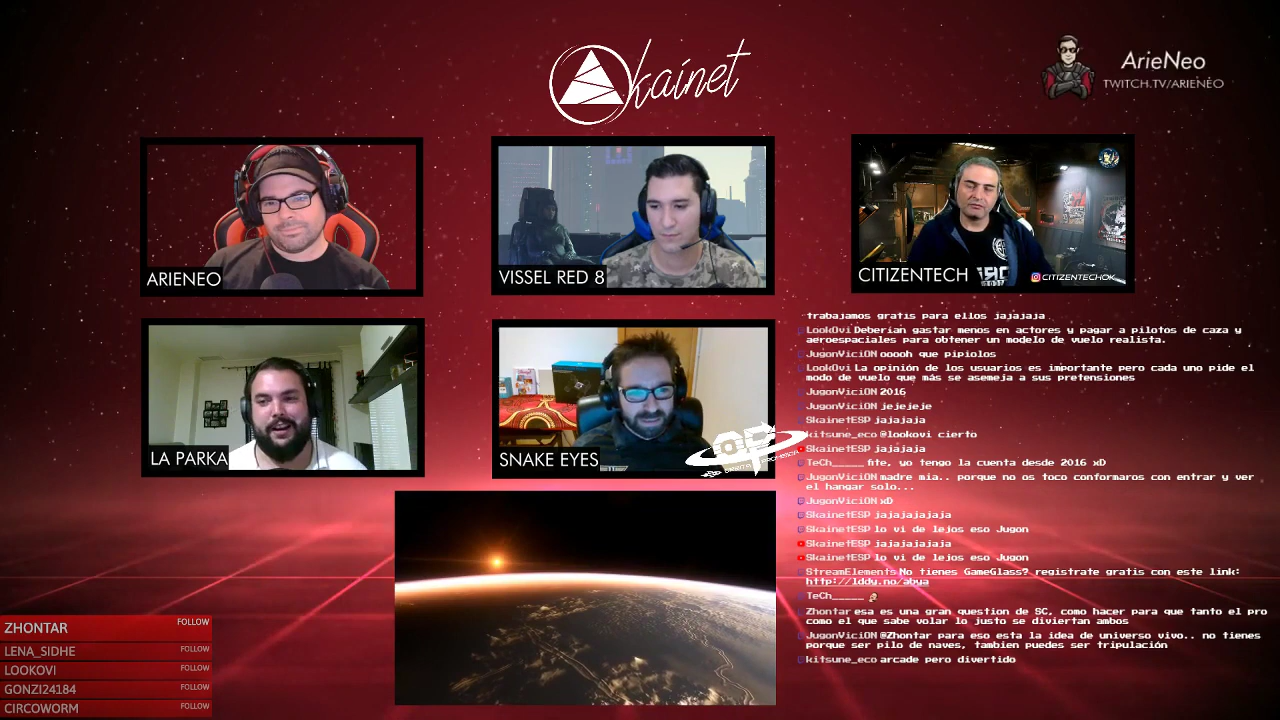 kainet
ArieNeo
TWITCH.TV/ARIENEO
ARIENEO
VISSEL RED 8
CITIZENTECH
CITIZENTECHOK
LA PARKA
SNAKE EYES
trabajamos gratis para ellos jajajaja
LookOvi Deberian gastar menos en actores y pagar a pilotos de caza y
aeroespaciales para obtener un modelo de vuelo realista.
JugonViciON ooooh que pipiolos
LookOvi La opinión de los usuarios es importante pero cada uno pide el
modo de vuelo que más se asemeja a sus pretensiones
JugonViciON 2016
JugonViciON jejejeje
SkainetESP jajajaja
kitsune_eco @lookovi cierto
SkainetESP jajajaja
TeCh_____ fite, yo tengo la cuenta desde 2016 xD
JugonViciON madre mia.. porque no os toco conformaros con entrar y ver
el hangar solo...
JugonViciON xD
SkainetESP jajajajajaja
SkainetESP lo vi de lejos eso Jugon
SkainetESP jajajajajaja
SkainetESP lo vi de lejos eso Jugon
StreamElements No tienes GameGlass? registrate gratis con este link:
http://lddy.no/abya
TeCh_____
Zhontar esa es una gran question de SC, como hacer para que tanto el pro
como el que sabe volar lo justo se diviertan ambos
JugonViciON @Zhontar para eso esta la idea de universo vivo.. no tienes
porque ser pilo de naves, tambien puedes ser tripulación
kitsune_eco arcade pero divertido
ZHONTAR FOLLOW
LENA_SIDHE FOLLOW
LOOKOVI FOLLOW
GONZI24184 FOLLOW
CIRCOWORM FOLLOW